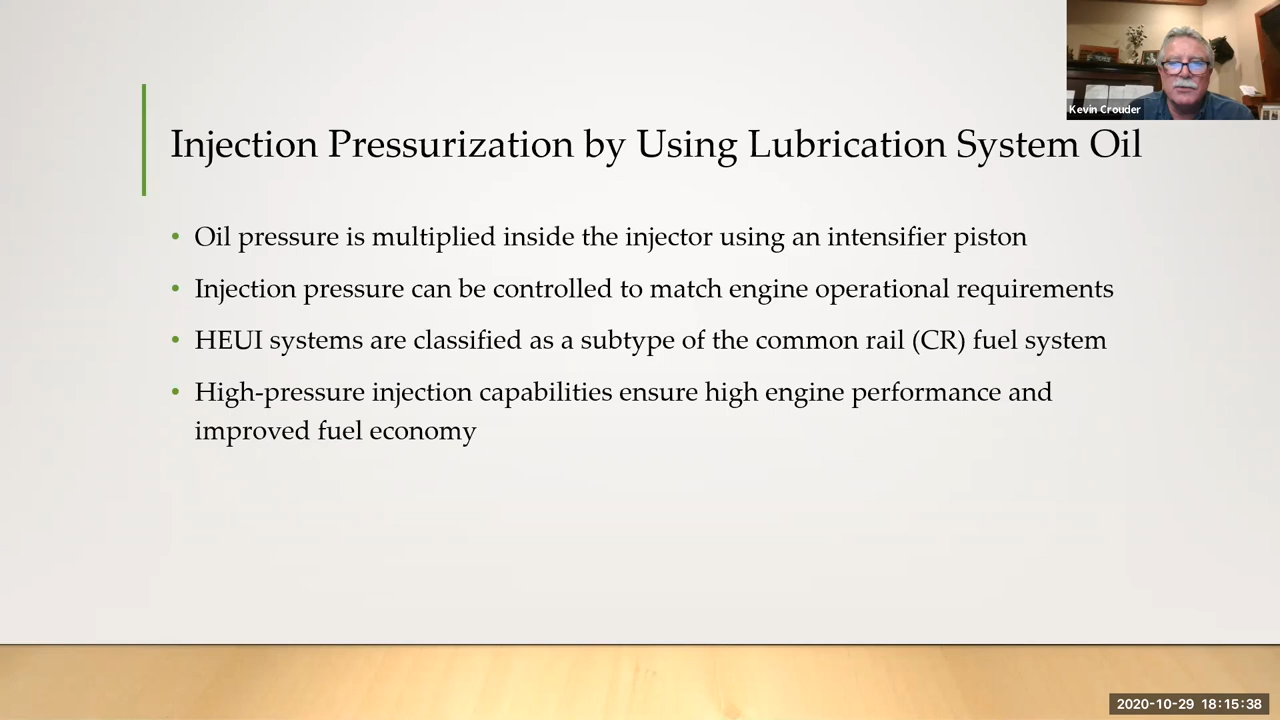 Kevin Crouder
Injection Pressurization by Using Lubrication System Oil
• Oil pressure is multiplied inside the injector using an intensifier piston
• Injection pressure can be controlled to match engine operational requirements
• HEUI systems are classified as a subtype of the common rail (CR) fuel system
• High-pressure injection capabilities ensure high engine performance and
improved fuel economy
2020-10-29 18:15:38